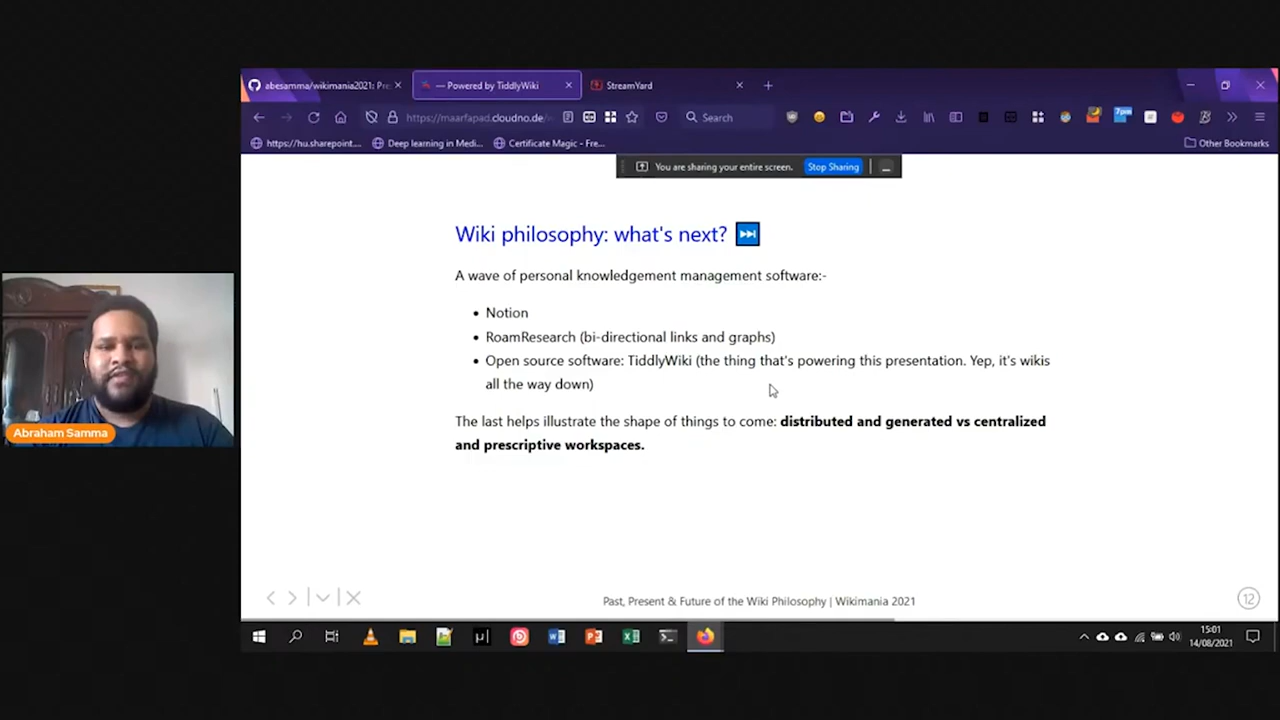 abesamma/wikimania2021: Pre
— Powered by TiddlyWiki
StreamYard
https://maarfapad.cloudno.de/
Search
7pm
https://hu.sharepoint....
Deep learning in Medi...
Certificate Magic - Fre...
Other Bookmarks
You are sharing your entire screen.
Stop Sharing
Wiki philosophy: what's next?
A wave of personal knowledgement management software:-
• Notion
• RoamResearch (bi-directional links and graphs)
• Open source software: TiddlyWiki (the thing that's powering this presentation. Yep, it's wikis
all the way down)
The last helps illustrate the shape of things to come: distributed and generated vs centralized
and prescriptive workspaces.
Abraham Samma
Past, Present & Future of the Wiki Philosophy | Wikimania 2021
12
15:01
14/08/2021